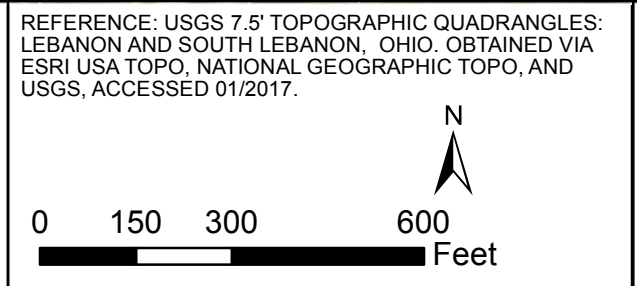 REFERENCE: USGS 7.5' TOPOGRAPHIC QUADRANGLES:
LEBANON AND SOUTH LEBANON, OHIO. OBTAINED VIA
ESRI USA TOPO, NATIONAL GEOGRAPHIC TOPO, AND
USGS, ACCESSED 01/2017.
N
0 150 300 600
Feet